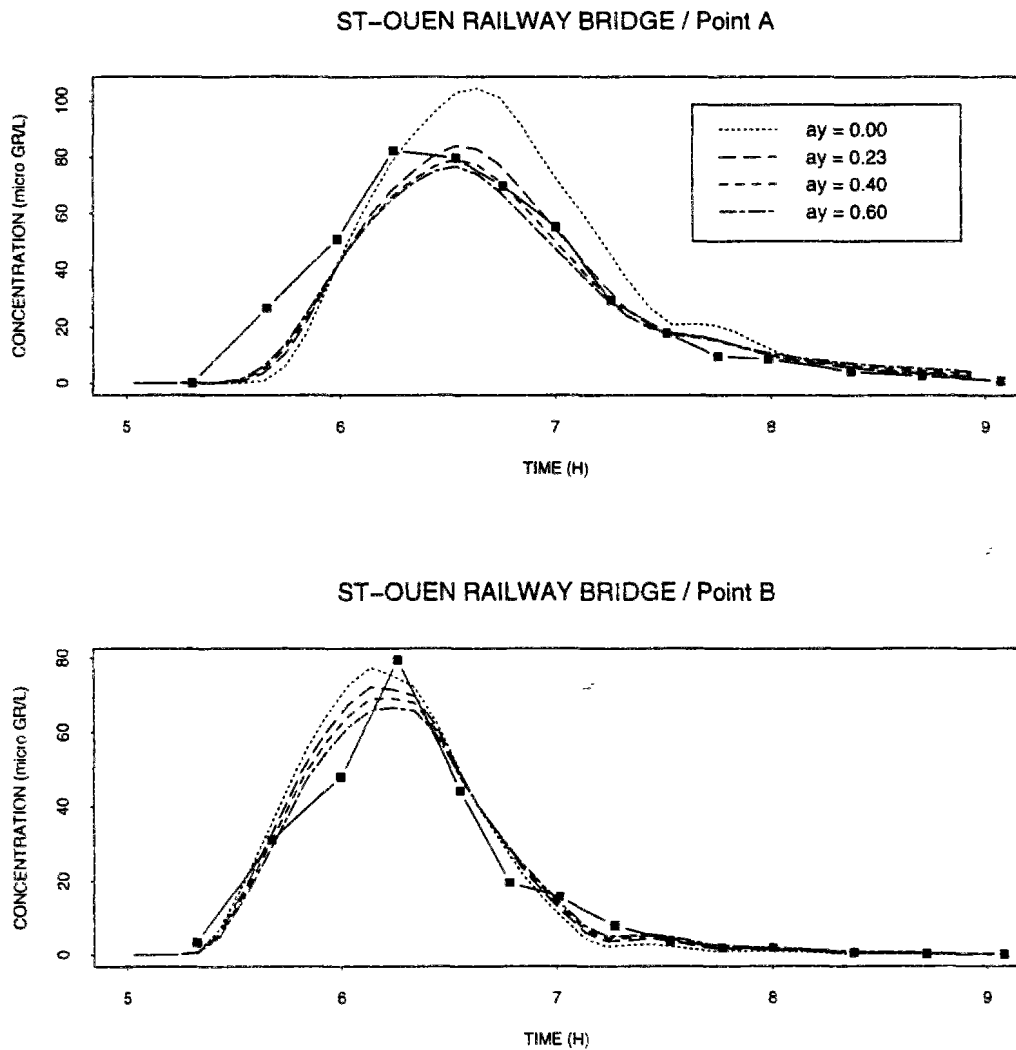 ST-OUEN RAILWAY BRIDGE / Point A
CONCENTRATION (micro GR/L)
100
80
60
40
20
0
ay = 0.00
ay = 0.23
ay = 0.40
ay = 0.60
5 6 7 8 9
TIME (H)
ST-OUEN RAILWAY BRIDGE / Point B
CONCENTRATION (micro GR/L)
80
60
40
20
0
5 6 7 8 9
TIME (H)